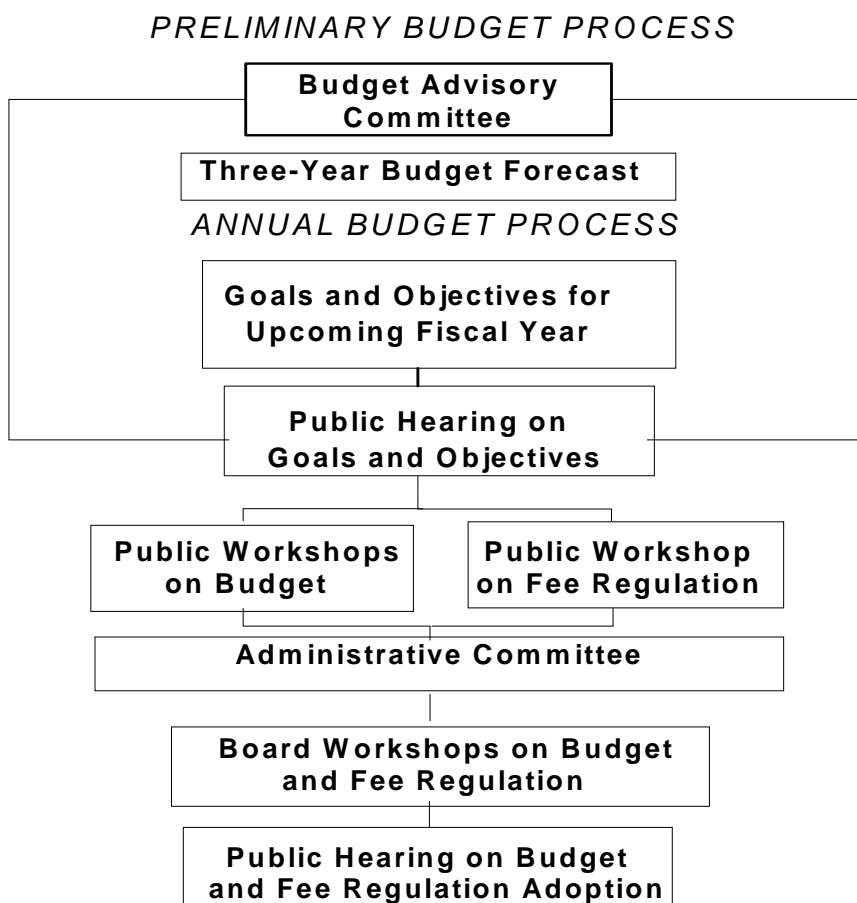 PRELIMINARY BUDGET PROCESS
Budget Advisory
Committee
Three-Year Budget Forecast
ANNUAL BUDGET PROCESS
Goals and Objectives for
Upcoming Fiscal Year
Public Hearing on
Goals and Objectives
Public Workshops
on Budget
Public Workshop
on Fee Regulation
Administrative Committee
Board Workshops on Budget
and Fee Regulation
Public Hearing on Budget
and Fee Regulation Adoption